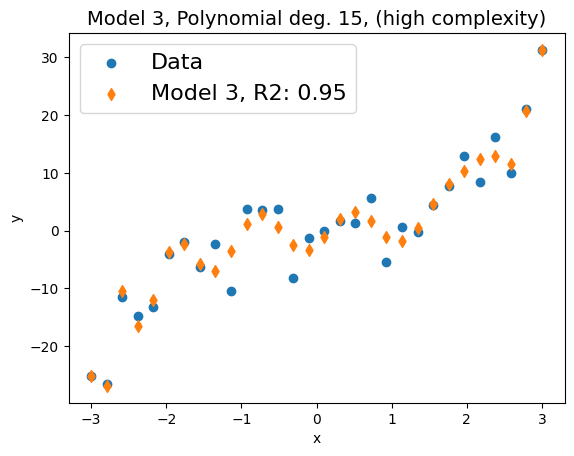 Model 3, Polynomial deg. 15, (high complexity)
Data
Model 3, R2: 0.95
30
20
10
0
−10
−20
y
−3
−2
−1
0
1
2
3
x